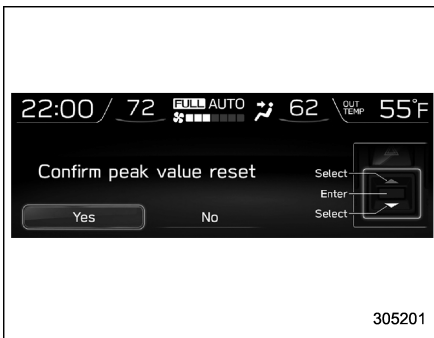 22:00 72 FULL AUTO 62 OUT TEMP 55°F
Confirm peak value reset
Select
Enter
Select
Yes No
305201